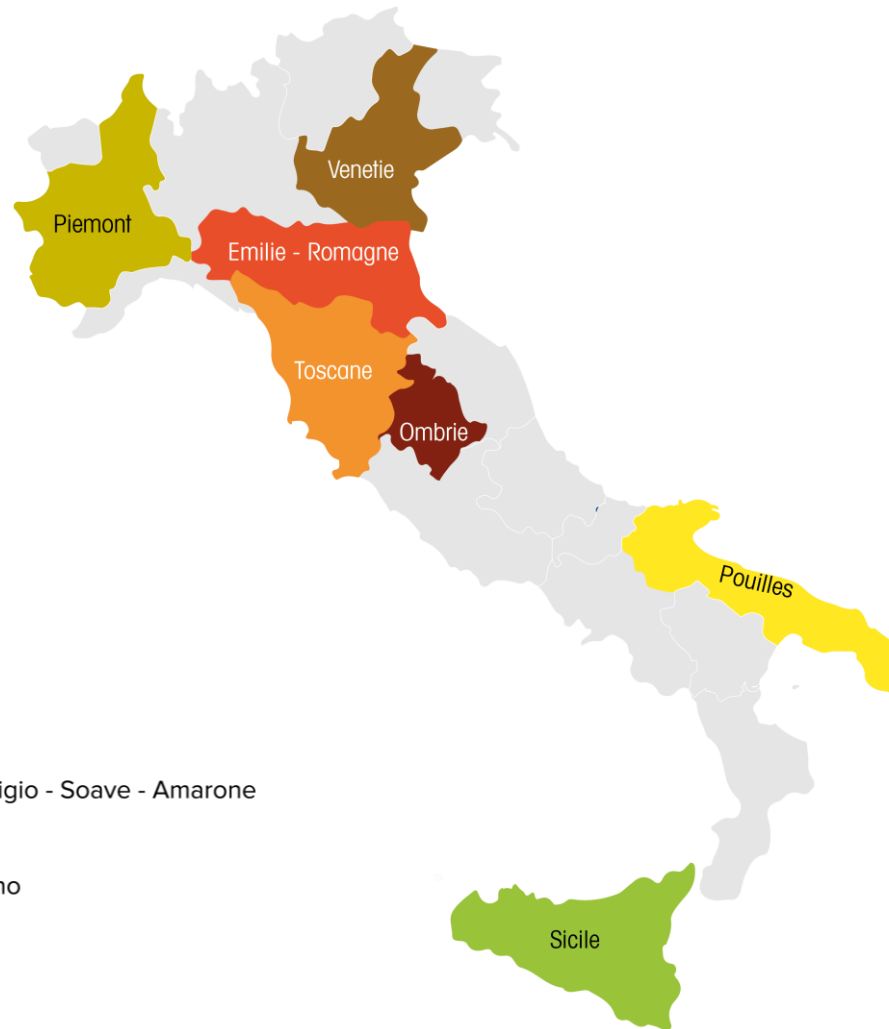 Venetie
Piemont
Emilie - Romagne
Toscane
Ombrie
Pouilles
igio - Soave - Amarone
no
Sicile